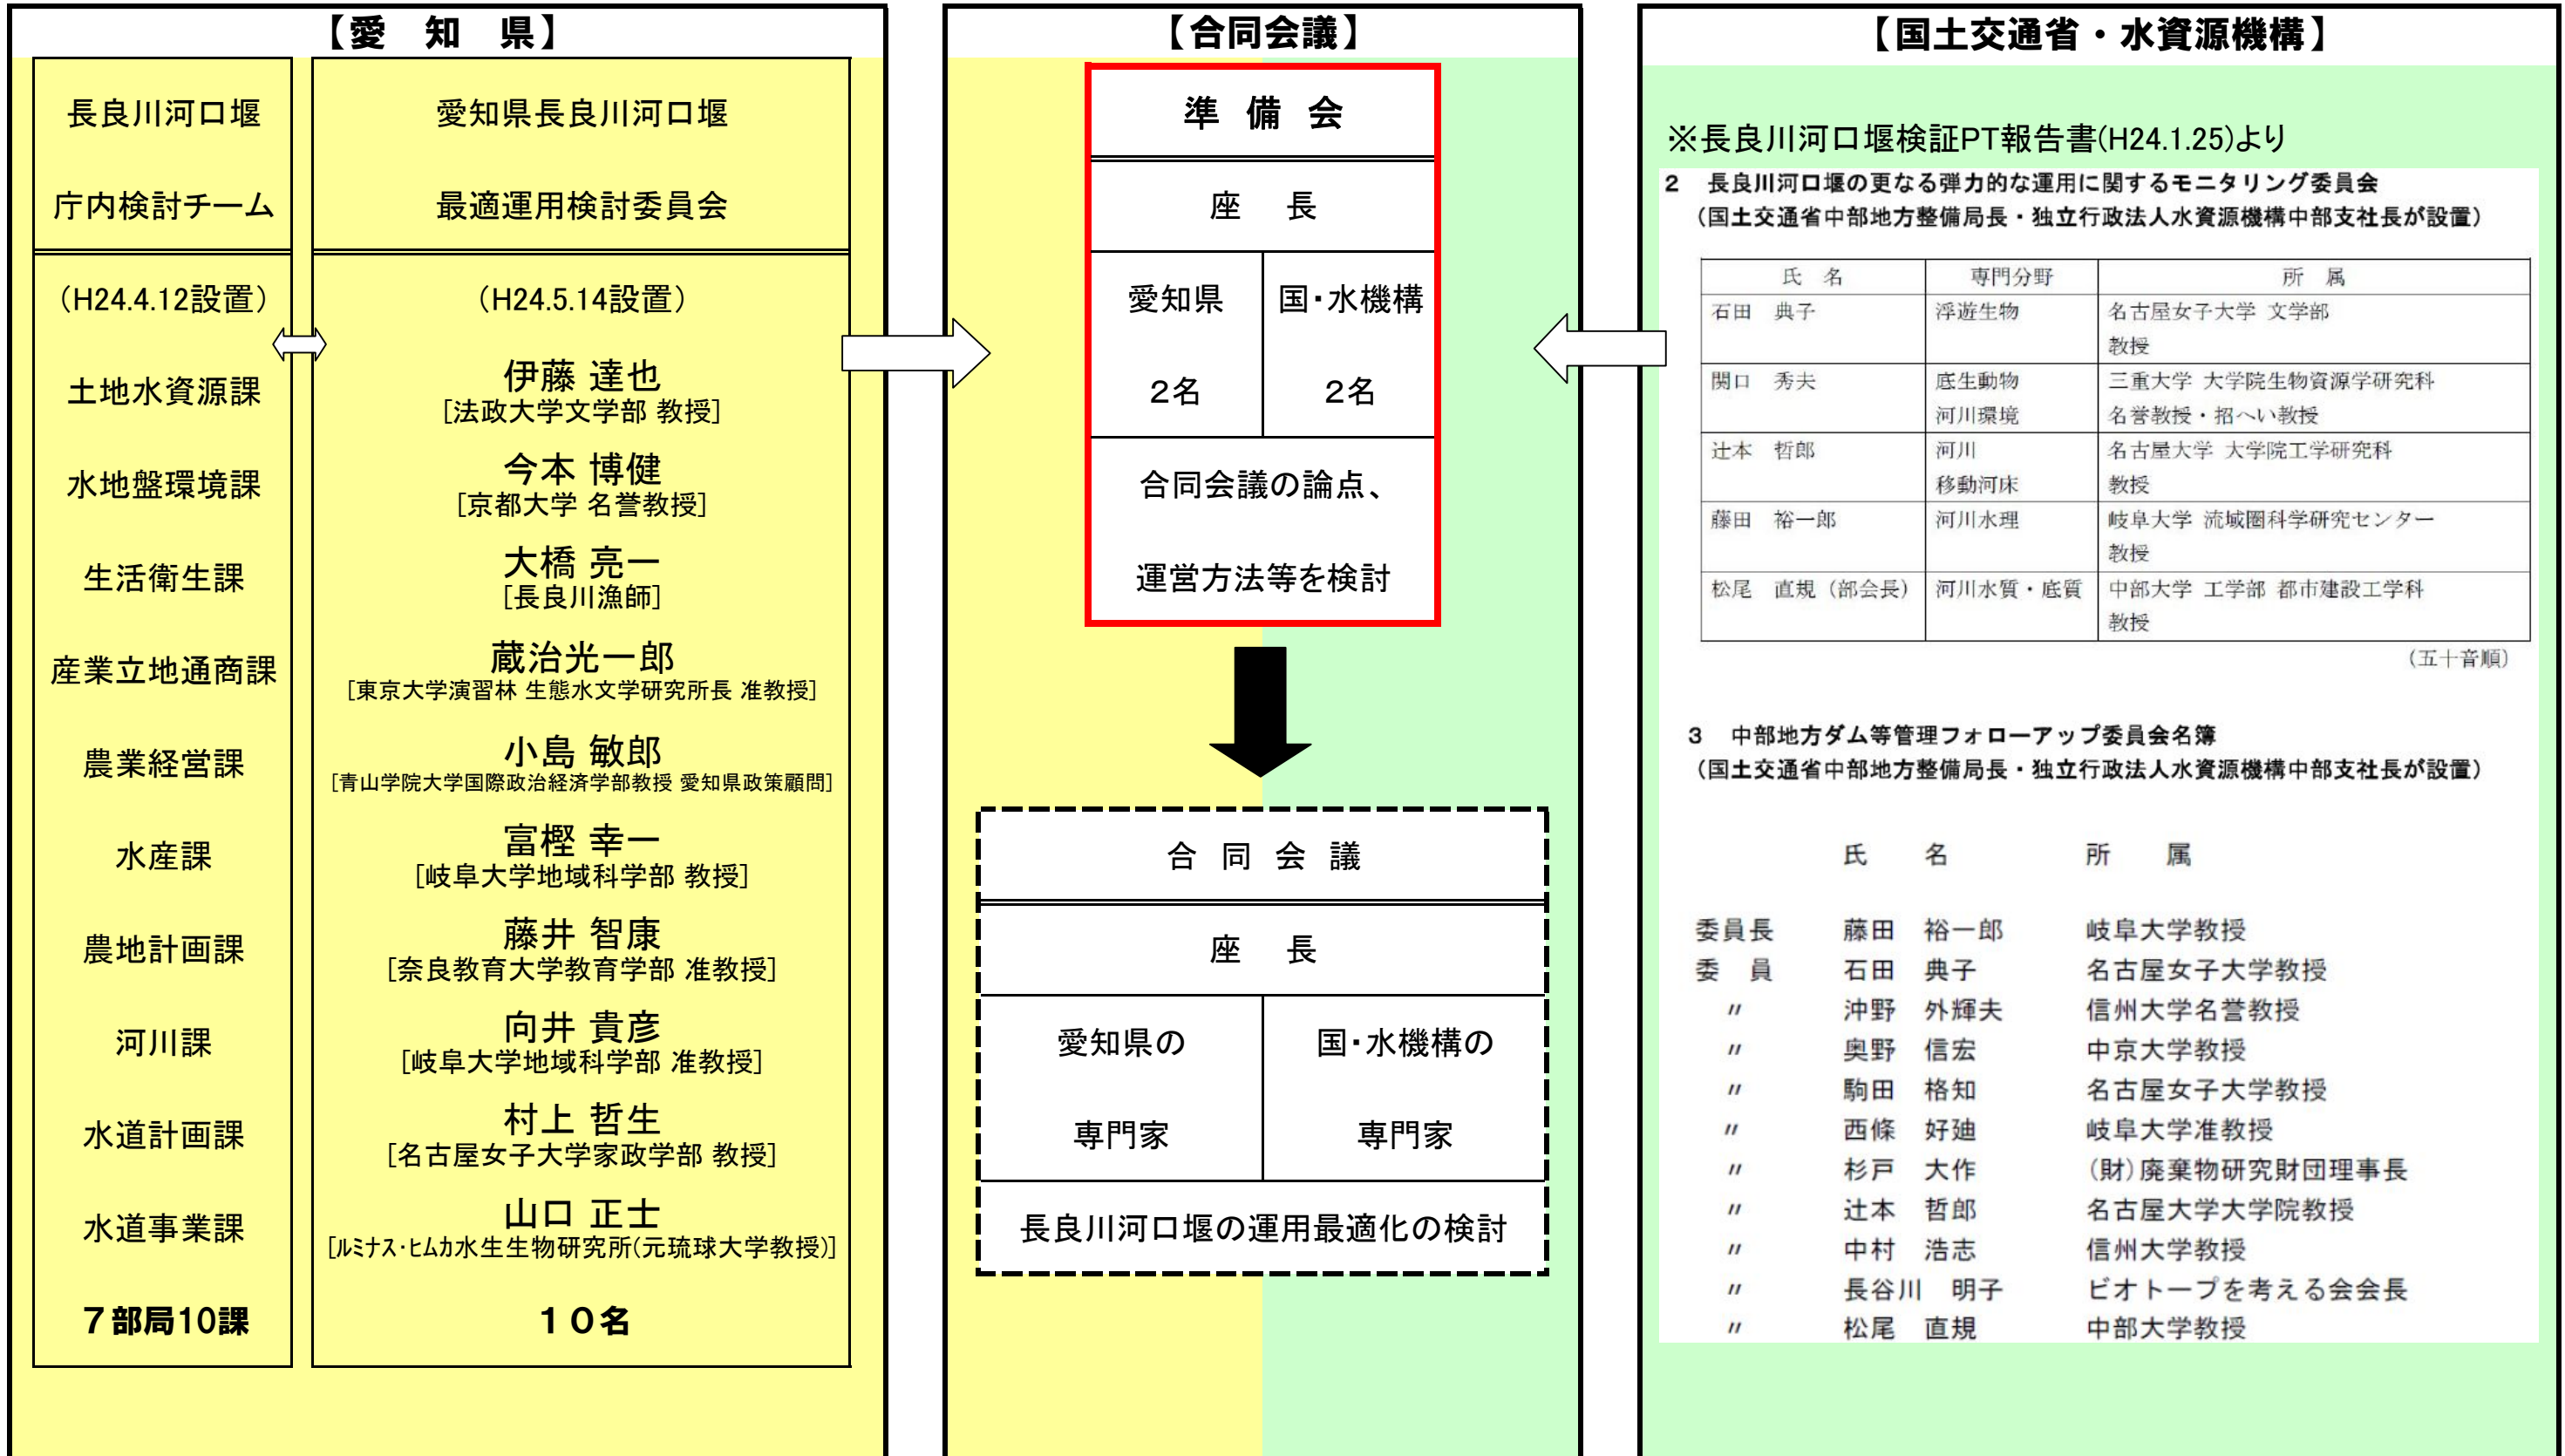 【愛　知　県】
長良川河口堰
庁内検討チーム
（H24.4.12設置）
土地水資源課
水地盤環境課
生活衛生課
産業立地通商課
農業経営課
水産課
農地計画課
河川課
水道計画課
水道事業課
７部局10課
愛知県長良川河口堰
最適運用検討委員会
（H24.5.14設置）
伊藤 達也
［法政大学文学部 教授］
今本 博健
［京都大学 名誉教授］
大橋 亮一
［長良川漁師］
蔵治光一郎
［東京大学演習林 生態水文学研究所長 准教授］
小島 敏郎
［青山学院大学国際政治経済学部教授 愛知県政策顧問］
富樫 幸一
［岐阜大学地域科学部 教授］
藤井 智康
［奈良教育大学教育学部 准教授］
向井 貴彦
［岐阜大学地域科学部 准教授］
村上 哲生
［名古屋女子大学家政学部 教授］
山口 正士
［ルミナス・ヒムカ水生生物研究所(元琉球大学教授)］
１０名
【合同会議】
準 備 会
座　長
愛知県　国・水機構
２名　２名
合同会議の論点、
運営方法等を検討
合 同 会 議
座　長
愛知県の　国・水機構の
専門家　専門家
長良川河口堰の運用最適化の検討
【国土交通省・水資源機構】
※長良川河口堰検証PT報告書(H24.1.25)より
２　長良川河口堰の更なる弾力的な運用に関するモニタリング委員会
（国土交通省中部地方整備局長・独立行政法人水資源機構中部支社長が設置）
氏　名　専門分野　所　属
石田　典子　浮遊生物　名古屋女子大学 文学部
教授
関口　秀夫　底生動物　三重大学 大学院生物資源学研究科
河川環境　名誉教授・招へい教授
辻本　哲郎　河川　名古屋大学 大学院工学研究科
移動河床　教授
藤田　裕一郎　河川水理　岐阜大学 流域圏科学研究センター
教授
松尾　直規（部会長）　河川水質・底質　中部大学 工学部 都市建設工学科
教授
（五十音順）
３　中部地方ダム等管理フォローアップ委員会名簿
（国土交通省中部地方整備局長・独立行政法人水資源機構中部支社長が設置）
氏　名　所　属
委員長　藤田　裕一郎　岐阜大学教授
委　員　石田　典子　名古屋女子大学教授
〃　沖野　外輝夫　信州大学名誉教授
〃　奥野　信宏　中京大学教授
〃　駒田　格知　名古屋女子大学教授
〃　西條　好廸　岐阜大学准教授
〃　杉戸　大作　（財）廃棄物研究財団理事長
〃　辻本　哲郎　名古屋大学大学院教授
〃　中村　浩志　信州大学教授
〃　長谷川　明子　ビオトープを考える会会長
〃　松尾　直規　中部大学教授